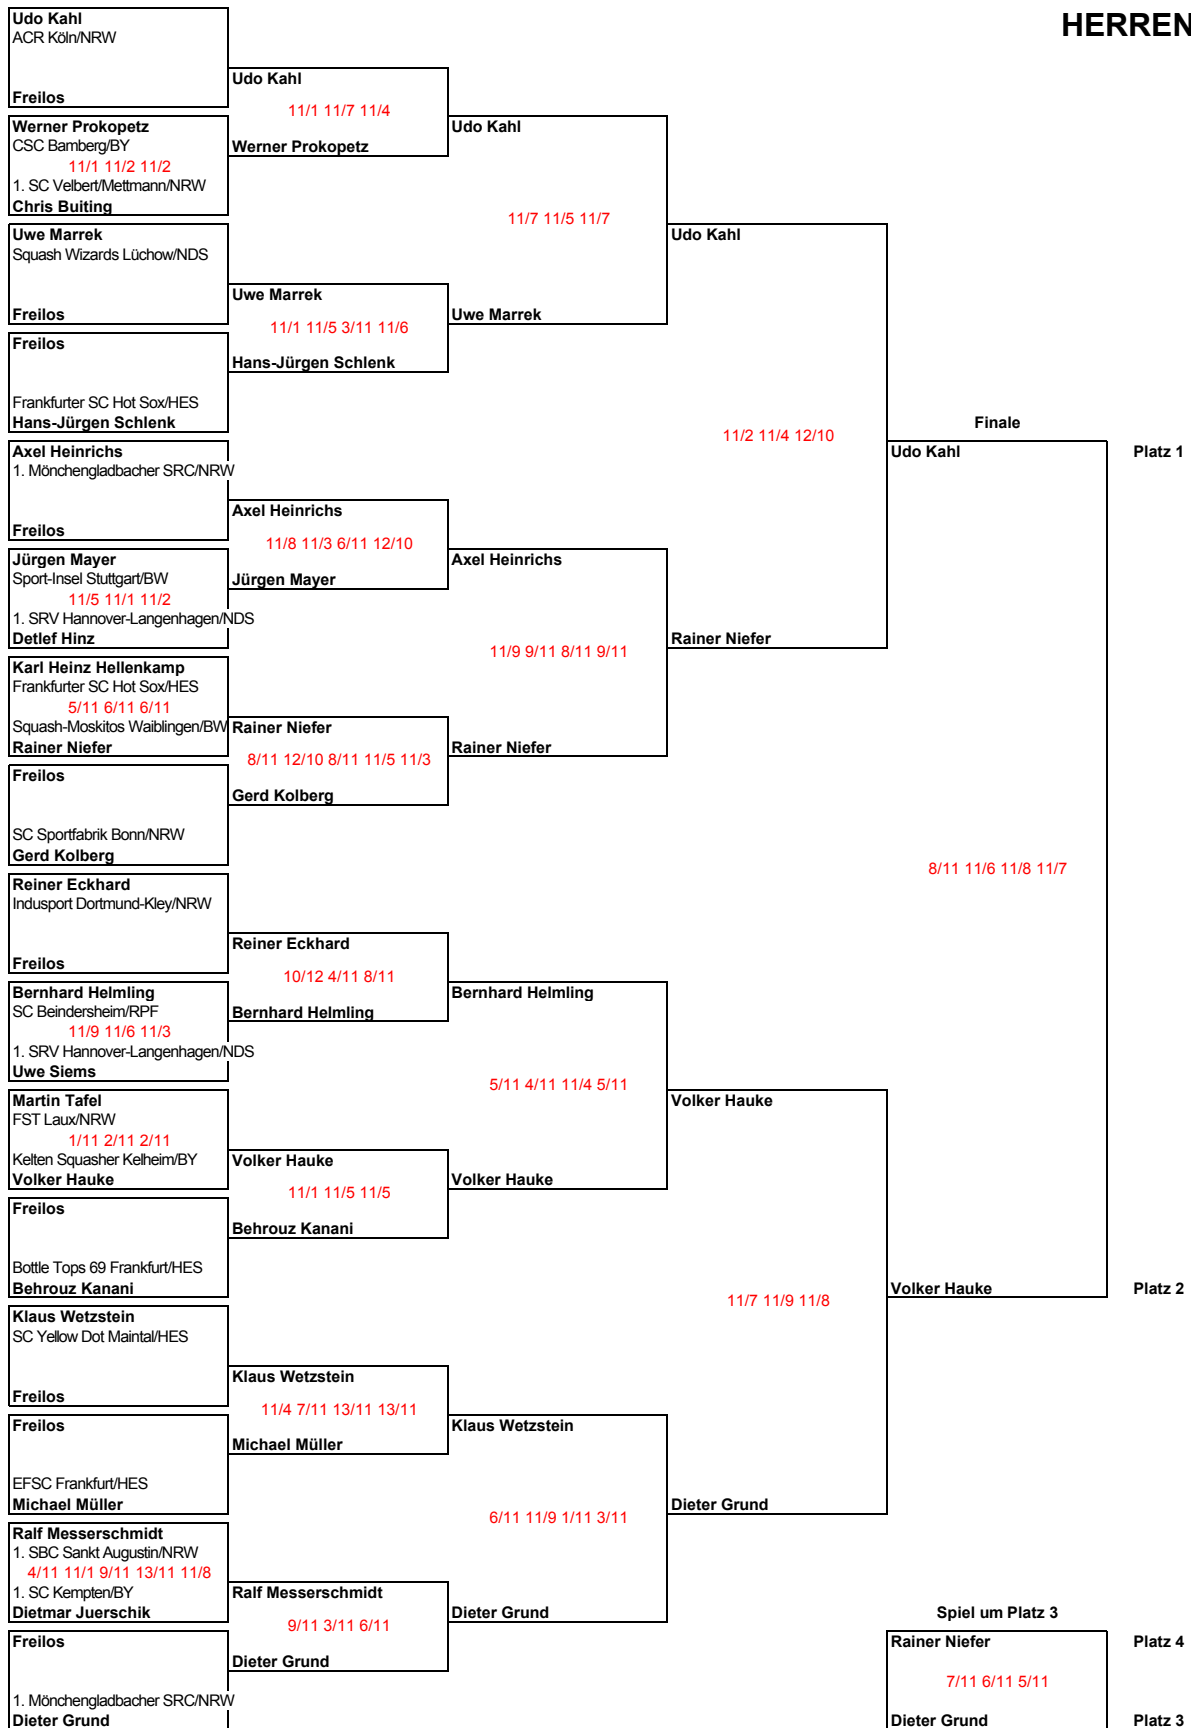 HERREN
Udo Kahl
ACR Köln/NRW
Freilos
Werner Prokopetz
CSC Bamberg/BY
11/1 11/2 11/2
1. SC Velbert/Mettmann/NRW
Chris Buiting
Uwe Marrek
Squash Wizards Lüchow/NDS
Freilos
Freilos
Frankfurter SC Hot Sox/HES
Hans-Jürgen Schlenk
Axel Heinrichs
1. Mönchengladbacher SRC/NRW
Freilos
Jürgen Mayer
Sport-Insel Stuttgart/BW
11/5 11/1 11/2
1. SRV Hannover-Langenhagen/NDS
Detlef Hinz
Karl Heinz Hellenkamp
Frankfurter SC Hot Sox/HES
5/11 6/11 6/11
Squash-Moskitos Waiblingen/BW
Rainer Niefer
Freilos
SC Sportfabrik Bonn/NRW
Gerd Kolberg
Reiner Eckhard
Indusport Dortmund-Kley/NRW
Freilos
Bernhard Helmling
SC Beindersheim/RPF
11/9 11/6 11/3
1. SRV Hannover-Langenhagen/NDS
Uwe Siems
Martin Tafel
FST Laux/NRW
1/11 2/11 2/11
Kelten Squasher Kelheim/BY
Volker Hauke
Freilos
Bottle Tops 69 Frankfurt/HES
Behrouz Kanani
Klaus Wetzstein
SC Yellow Dot Maintal/HES
Freilos
Freilos
EFSC Frankfurt/HES
Michael Müller
Ralf Messerschmidt
1. SBC Sankt Augustin/NRW
4/11 11/1 9/11 13/11 11/8
1. SC Kempten/BY
Dietmar Juerschik
Freilos
1. Mönchengladbacher SRC/NRW
Dieter Grund
Udo Kahl
11/1 11/7 11/4
Werner Prokopetz
Uwe Marrek
11/1 11/5 3/11 11/6
Hans-Jürgen Schlenk
Axel Heinrichs
11/8 11/3 6/11 12/10
Jürgen Mayer
Rainer Niefer
8/11 12/10 8/11 11/5 11/3
Gerd Kolberg
Reiner Eckhard
10/12 4/11 8/11
Bernhard Helmling
Volker Hauke
11/1 11/5 11/5
Behrouz Kanani
Klaus Wetzstein
11/4 7/11 13/11 13/11
Michael Müller
Ralf Messerschmidt
9/11 3/11 6/11
Dieter Grund
Udo Kahl
11/7 11/5 11/7
Uwe Marrek
Axel Heinrichs
11/9 9/11 8/11 9/11
Rainer Niefer
Bernhard Helmling
5/11 4/11 11/4 5/11
Volker Hauke
Klaus Wetzstein
6/11 11/9 1/11 3/11
Dieter Grund
Udo Kahl
11/2 11/4 12/10
Rainer Niefer
Volker Hauke
11/7 11/9 11/8
Dieter Grund
Finale
Udo Kahl
Platz 1
8/11 11/6 11/8 11/7
Volker Hauke
Platz 2
Spiel um Platz 3
Rainer Niefer
Platz 4
7/11 6/11 5/11
Dieter Grund
Platz 3